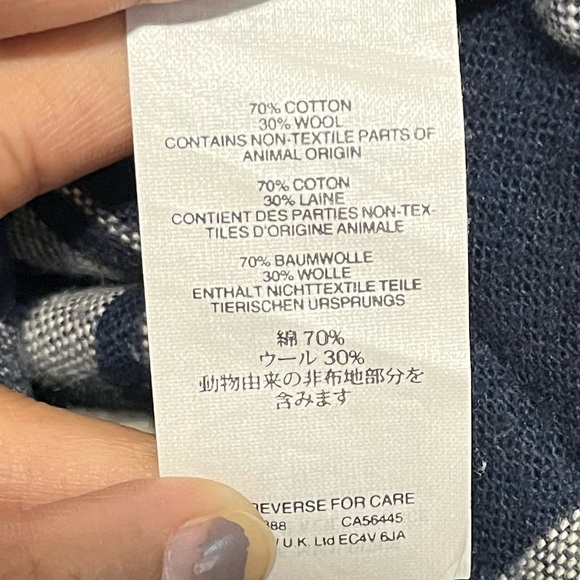 70% COTTON
30% WOOL
CONTAINS NON-TEXTILE PARTS OF
ANIMAL ORIGIN
70% COTON
30% LAINE
CONTIENT DES PARTIES NON-TEX-
TILES D'ORIGINE ANIMALE
70% BAUMWOLLE
30% WOLLE
ENTHALT NICHTTEXTILE TEILE
TIERISCHEN URSPRUNGS
綿 70%
ウール 30%
動物由来の非布地部分を
含みます
REVERSE FOR CARE
CA56445
U.K. Ltd EC4V 6JA